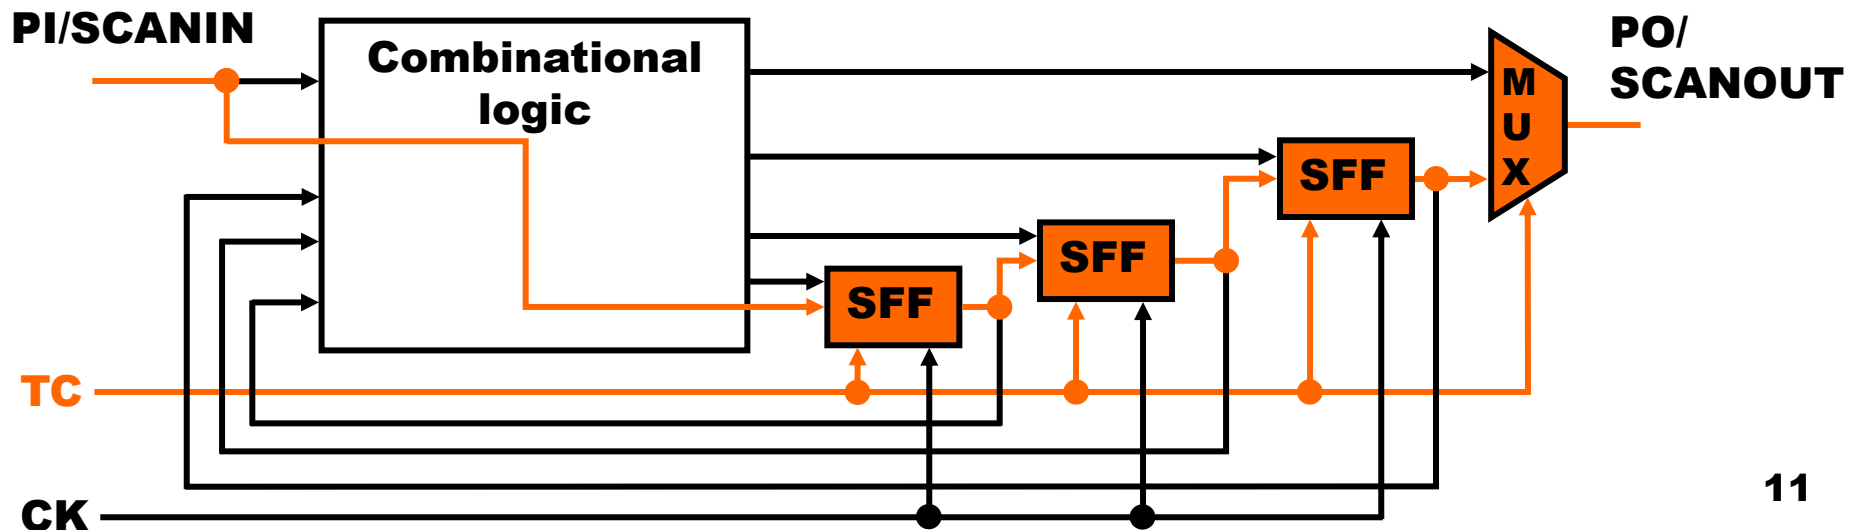 PI/SCANIN
Combinational
logic
PO/
SCANOUT
M
U
X
SFF
SFF
SFF
TC
CK
11